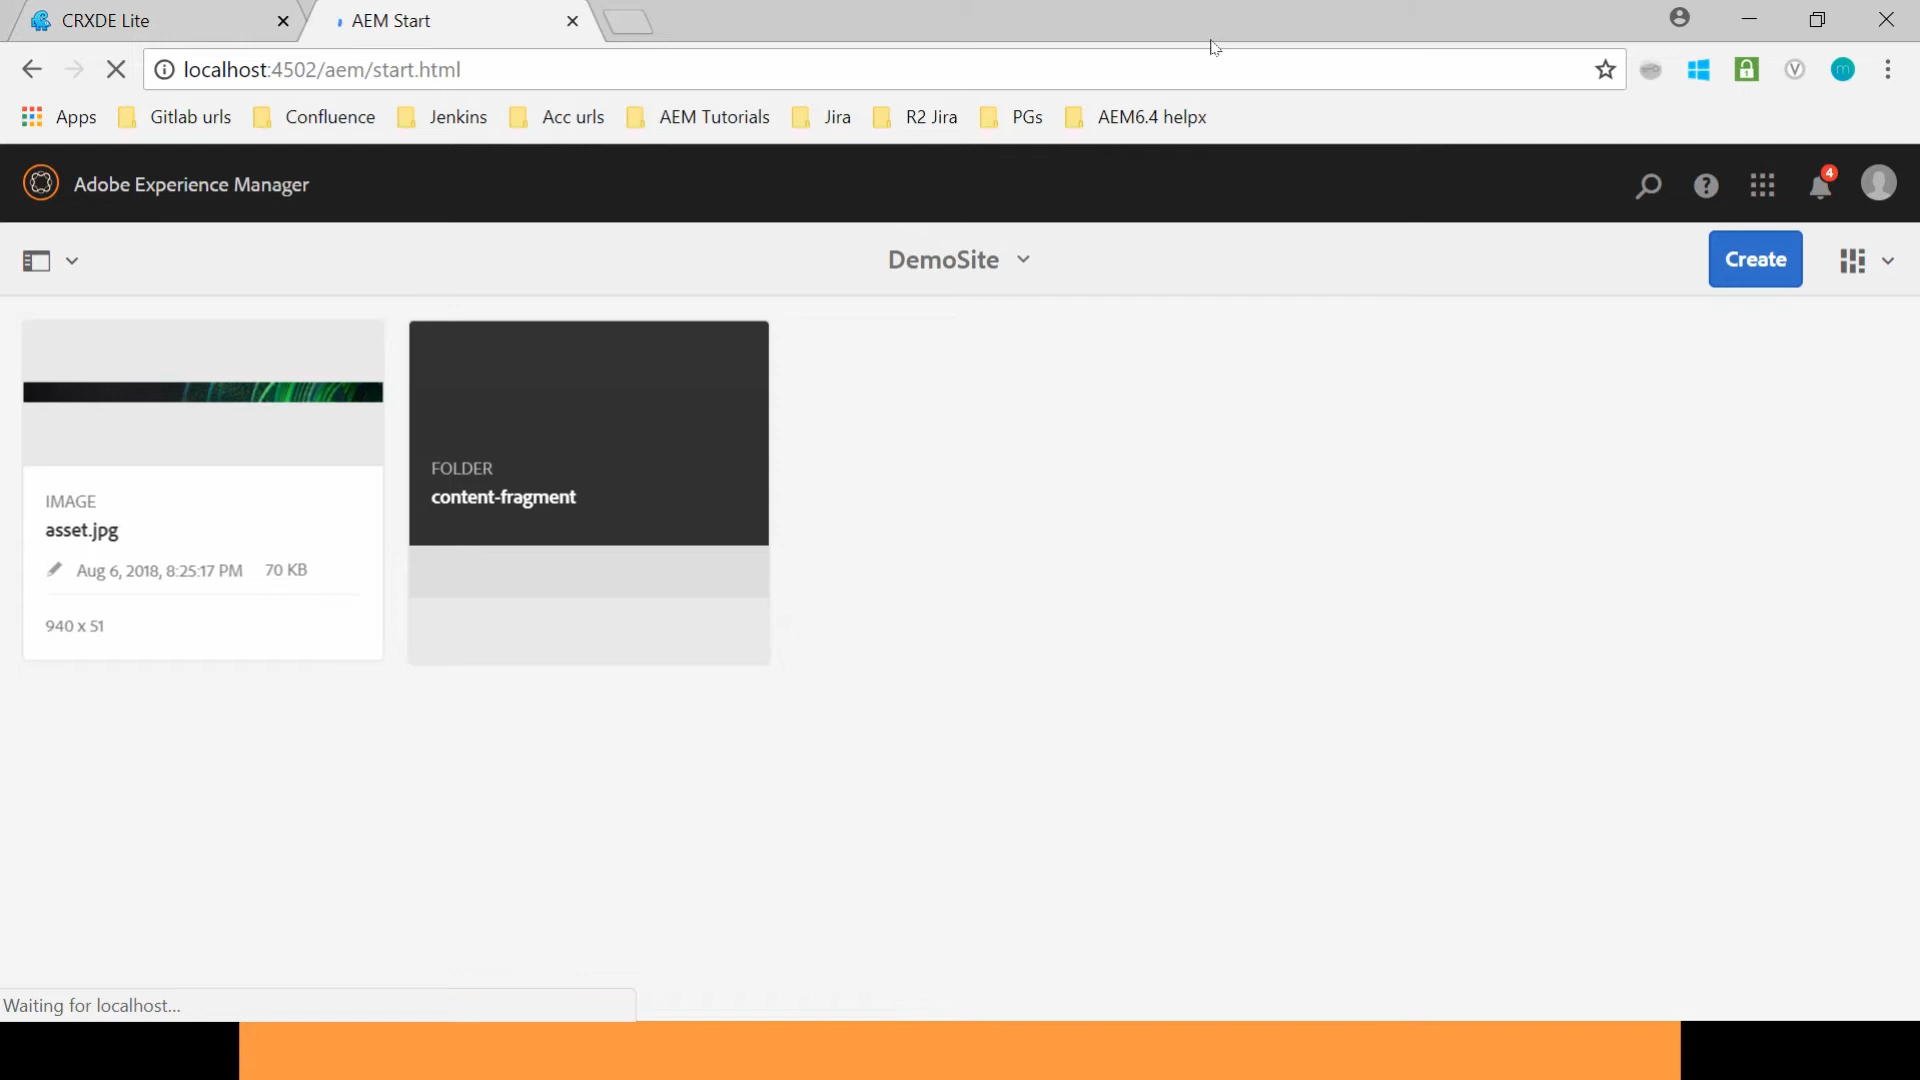 CRXDE Lite
AEM Start
localhost:4502/aem/start.html
Apps Gitlab urls Confluence Jenkins Acc urls AEM Tutorials Jira R2 Jira PGs AEM6.4 helpx
Adobe Experience Manager
4
DemoSite
Create
IMAGE
asset.jpg
Aug 6, 2018, 8:25:17 PM 70 KB
940 x 51
FOLDER
content-fragment
Waiting for localhost...